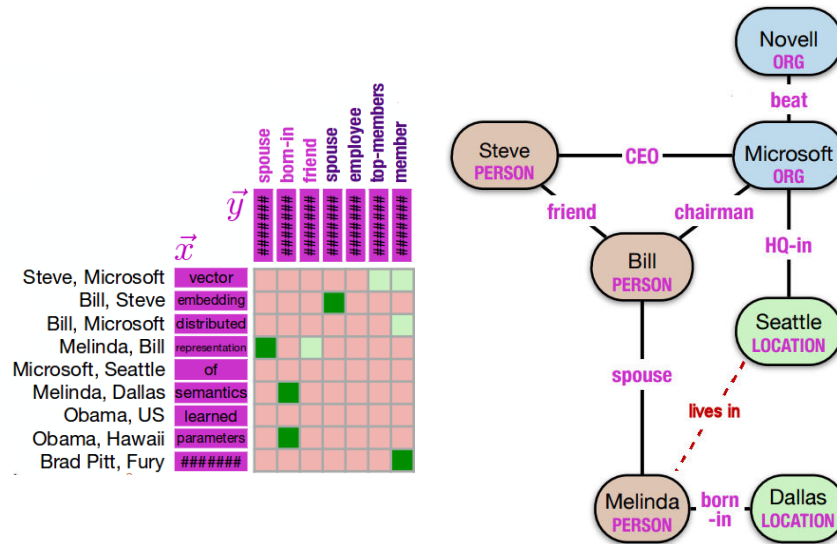 spouse
born-in
friend
spouse
employee
top-members
member
y
#######
#######
#######
#######
#######
#######
#######
x
Steve, Microsoft vector
Bill, Steve embedding
Bill, Microsoft distributed
Melinda, Bill representation
Microsoft, Seattle of
Melinda, Dallas semantics
Obama, US learned
Obama, Hawaii parameters
Brad Pitt, Fury #######
Novell
ORG
beat
Steve
PERSON
CEO
Microsoft
ORG
friend
chairman
Bill
PERSON
HQ-in
Seattle
LOCATION
spouse
lives in
Melinda
PERSON
born
-in
Dallas
LOCATION